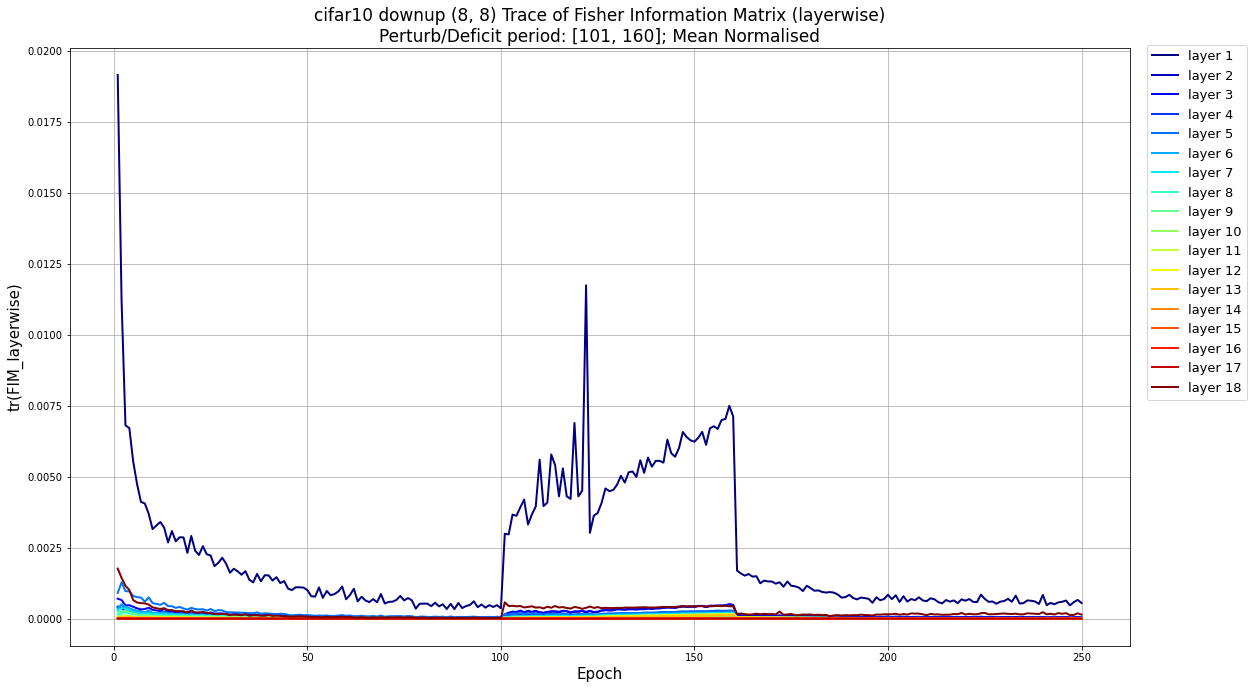 cifar10 downup (8, 8) Trace of Fisher Information Matrix (layerwise)
Perturb/Deficit period: [101, 160]; Mean Normalised
tr(FIM_layerwise)
0.0200
0.0175
0.0150
0.0125
0.0100
0.0075
0.0050
0.0025
0.0000
0
50
100
150
200
250
Epoch
layer 1
layer 2
layer 3
layer 4
layer 5
layer 6
layer 7
layer 8
layer 9
layer 10
layer 11
layer 12
layer 13
layer 14
layer 15
layer 16
layer 17
layer 18